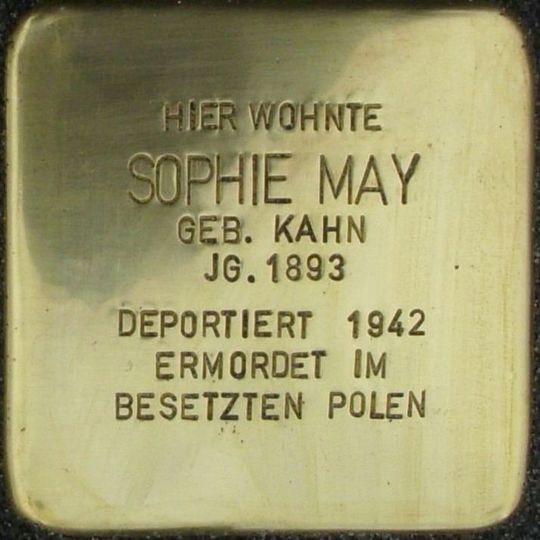 HIER WOHNTE
SOPHIE MAY
GEB. KAHN
JG. 1893
DEPORTIERT 1942
ERMORDET IM
BESETZTEN POLEN